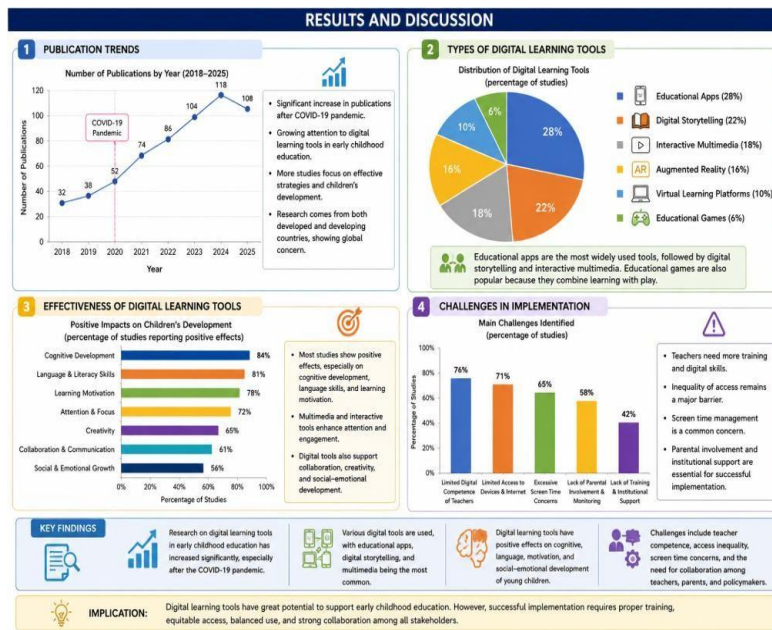 RESULTS AND DISCUSSION
1 PUBLICATION TRENDS
Number of Publications by Year (2018–2025)
Number of Publications
120
100
80
60
40
20
0
COVID-19
Pandemic
32
38
52
74
86
104
118
108
2018 2019 2020 2021 2022 2023 2024 2025
Year
• Significant increase in publications
after COVID-19 pandemic.
• Growing attention to digital
learning tools in early childhood
education.
• More studies focus on effective
strategies and children's
development.
• Research comes from both
developed and developing
countries, showing global
concern.
2 TYPES OF DIGITAL LEARNING TOOLS
Distribution of Digital Learning Tools
(percentage of studies)
28%
22%
18%
16%
10%
6%
Educational Apps (28%)
Digital Storytelling (22%)
Interactive Multimedia (18%)
AR Augmented Reality (16%)
Virtual Learning Platforms (10%)
Educational Games (6%)
Educational apps are the most widely used tools, followed by digital
storytelling and interactive multimedia. Educational games are also
popular because they combine learning with play.
3 EFFECTIVENESS OF DIGITAL LEARNING TOOLS
Positive Impacts on Children's Development
(percentage of studies reporting positive effects)
Cognitive Development 84%
Language & Literacy Skills 81%
Learning Motivation 78%
Attention & Focus 72%
Creativity 65%
Collaboration & Communication 61%
Social & Emotional Growth 56%
0% 20% 40% 60% 80% 100%
Percentage of Studies
• Most studies show positive
effects, especially on
cognitive development,
language skills, and learning
motivation.
• Multimedia and interactive
tools enhance attention and
engagement.
• Digital tools also support
collaboration, creativity,
and social–emotional
development.
4 CHALLENGES IN IMPLEMENTATION
Main Challenges Identified
(percentage of studies)
Percentage of Studies
100%
80%
60%
40%
20%
0%
76%
71%
65%
58%
42%
Limited Digital
Competence
of Teachers
Limited Access to
Devices & Internet
Excessive
Screen Time
Concerns
Lack of Parental
Involvement &
Monitoring
Lack of Training
& Institutional
Support
• Teachers need more training
and digital skills.
• Inequality of access remains a
major barrier.
• Screen time management
is a common concern.
• Parental involvement and
institutional support are
essential for successful
implementation.
KEY FINDINGS
Research on digital learning tools
in early childhood education has
increased significantly, especially
after the COVID-19 pandemic.
Various digital tools are used,
with educational apps,
digital storytelling, and
multimedia being the most
common.
Digital learning tools have
positive effects on cognitive,
language, motivation, and
social–emotional development
of young children.
Challenges include teacher
competence, access inequality,
screen time concerns, and the
need for collaboration among
teachers, parents, and policymakers.
IMPLICATION: Digital learning tools have great potential to support early childhood education. However, successful implementation requires proper training,
equitable access, balanced use, and strong collaboration among all stakeholders.